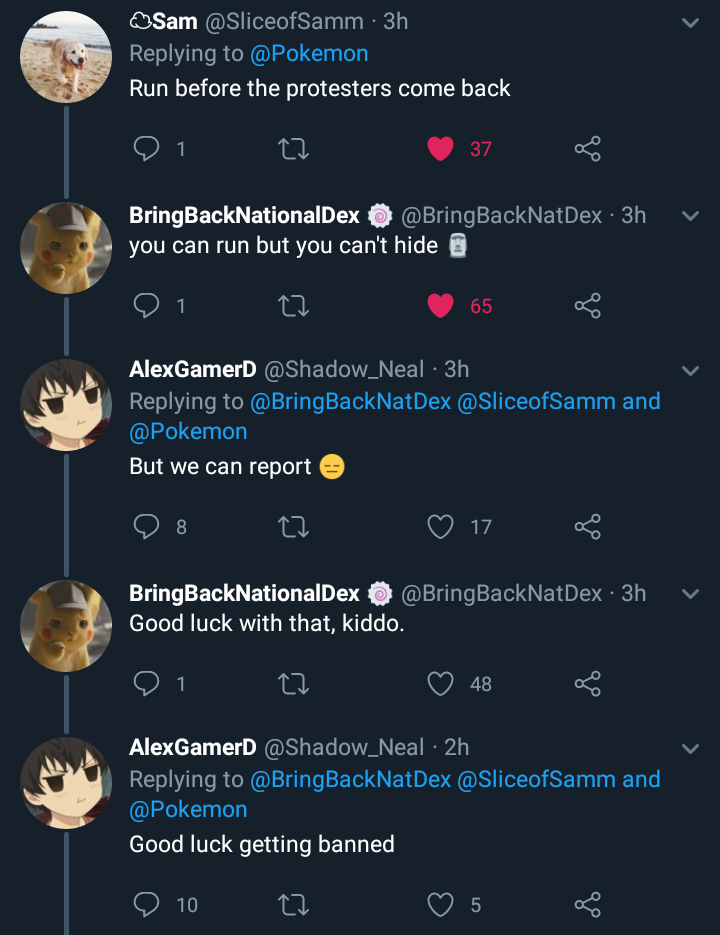 ☁Sam @SliceofSamm · 3h
Replying to @Pokemon
Run before the protesters come back
1 37
BringBackNationalDex 🍥 @BringBackNatDex · 3h
you can run but you can't hide 🗿
1 65
AlexGamerD @Shadow_Neal · 3h
Replying to @BringBackNatDex @SliceofSamm and
@Pokemon
But we can report 😑
8 17
BringBackNationalDex 🍥 @BringBackNatDex · 3h
Good luck with that, kiddo.
1 48
AlexGamerD @Shadow_Neal · 2h
Replying to @BringBackNatDex @SliceofSamm and
@Pokemon
Good luck getting banned
10 5